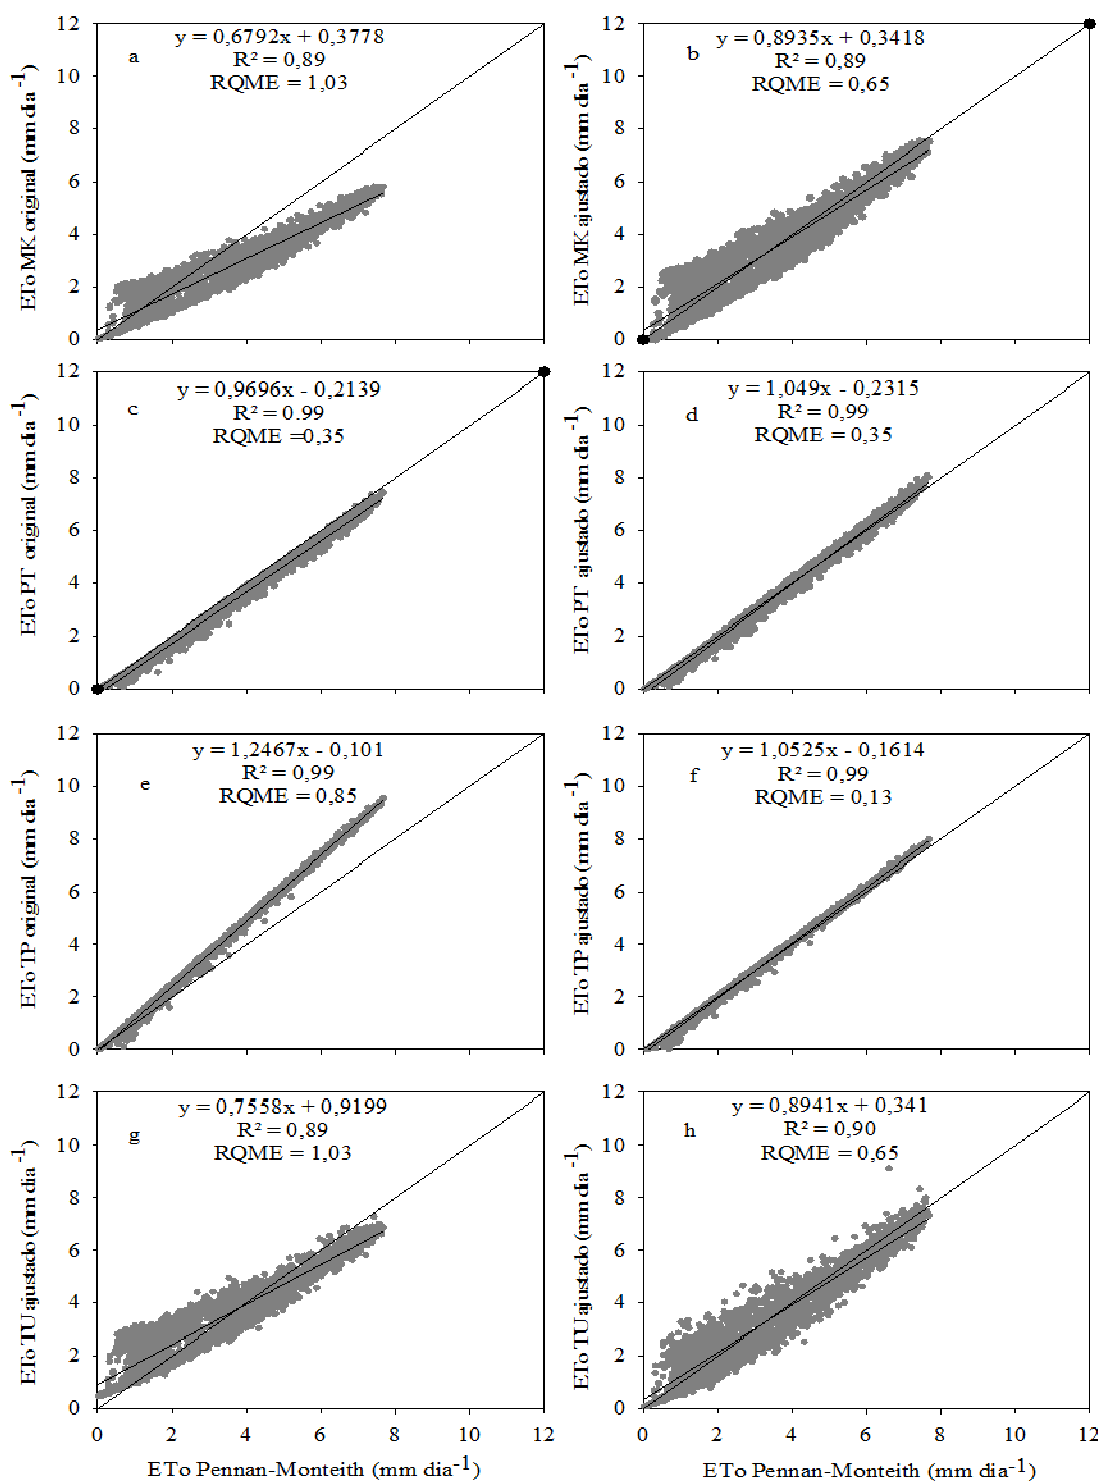 12
10
8
6
4
2
0
ETo MK original (mm dia⁻¹)
a
y = 0,6792x + 0,3778
R² = 0,89
RQME = 1,03
12
10
8
6
4
2
0
ETo MK ajustado (mm dia⁻¹)
b
y = 0,8935x + 0,3418
R² = 0,89
RQME = 0,65
12
10
8
6
4
2
0
ETo PT original (mm dia⁻¹)
c
y = 0,9696x - 0,2139
R² = 0.99
RQME =0,35
12
10
8
6
4
2
0
ETo PT ajustado (mm dia⁻¹)
d
y = 1,049x - 0,2315
R² = 0,99
RQME = 0,35
12
10
8
6
4
2
0
ETo TP original (mm dia⁻¹)
e
y = 1,2467x - 0,101
R² = 0,99
RQME = 0,85
12
10
8
6
4
2
0
ETo TP ajustado (mm dia⁻¹)
f
y = 1,0525x - 0,1614
R² = 0,99
RQME = 0,13
12
10
8
6
4
2
0
ETo TU ajustado (mm dia⁻¹)
g
y = 0,7558x + 0,9199
R² = 0,89
RQME = 1,03
0 2 4 6 8 10 12
ETo Pennan-Monteith (mm dia⁻¹)
12
10
8
6
4
2
0
ETo TU ajustado (mm dia⁻¹)
h
y = 0,8941x + 0,341
R² = 0,90
RQME = 0,65
0 2 4 6 8 10 12
ETo Pennan-Monteith (mm dia⁻¹)